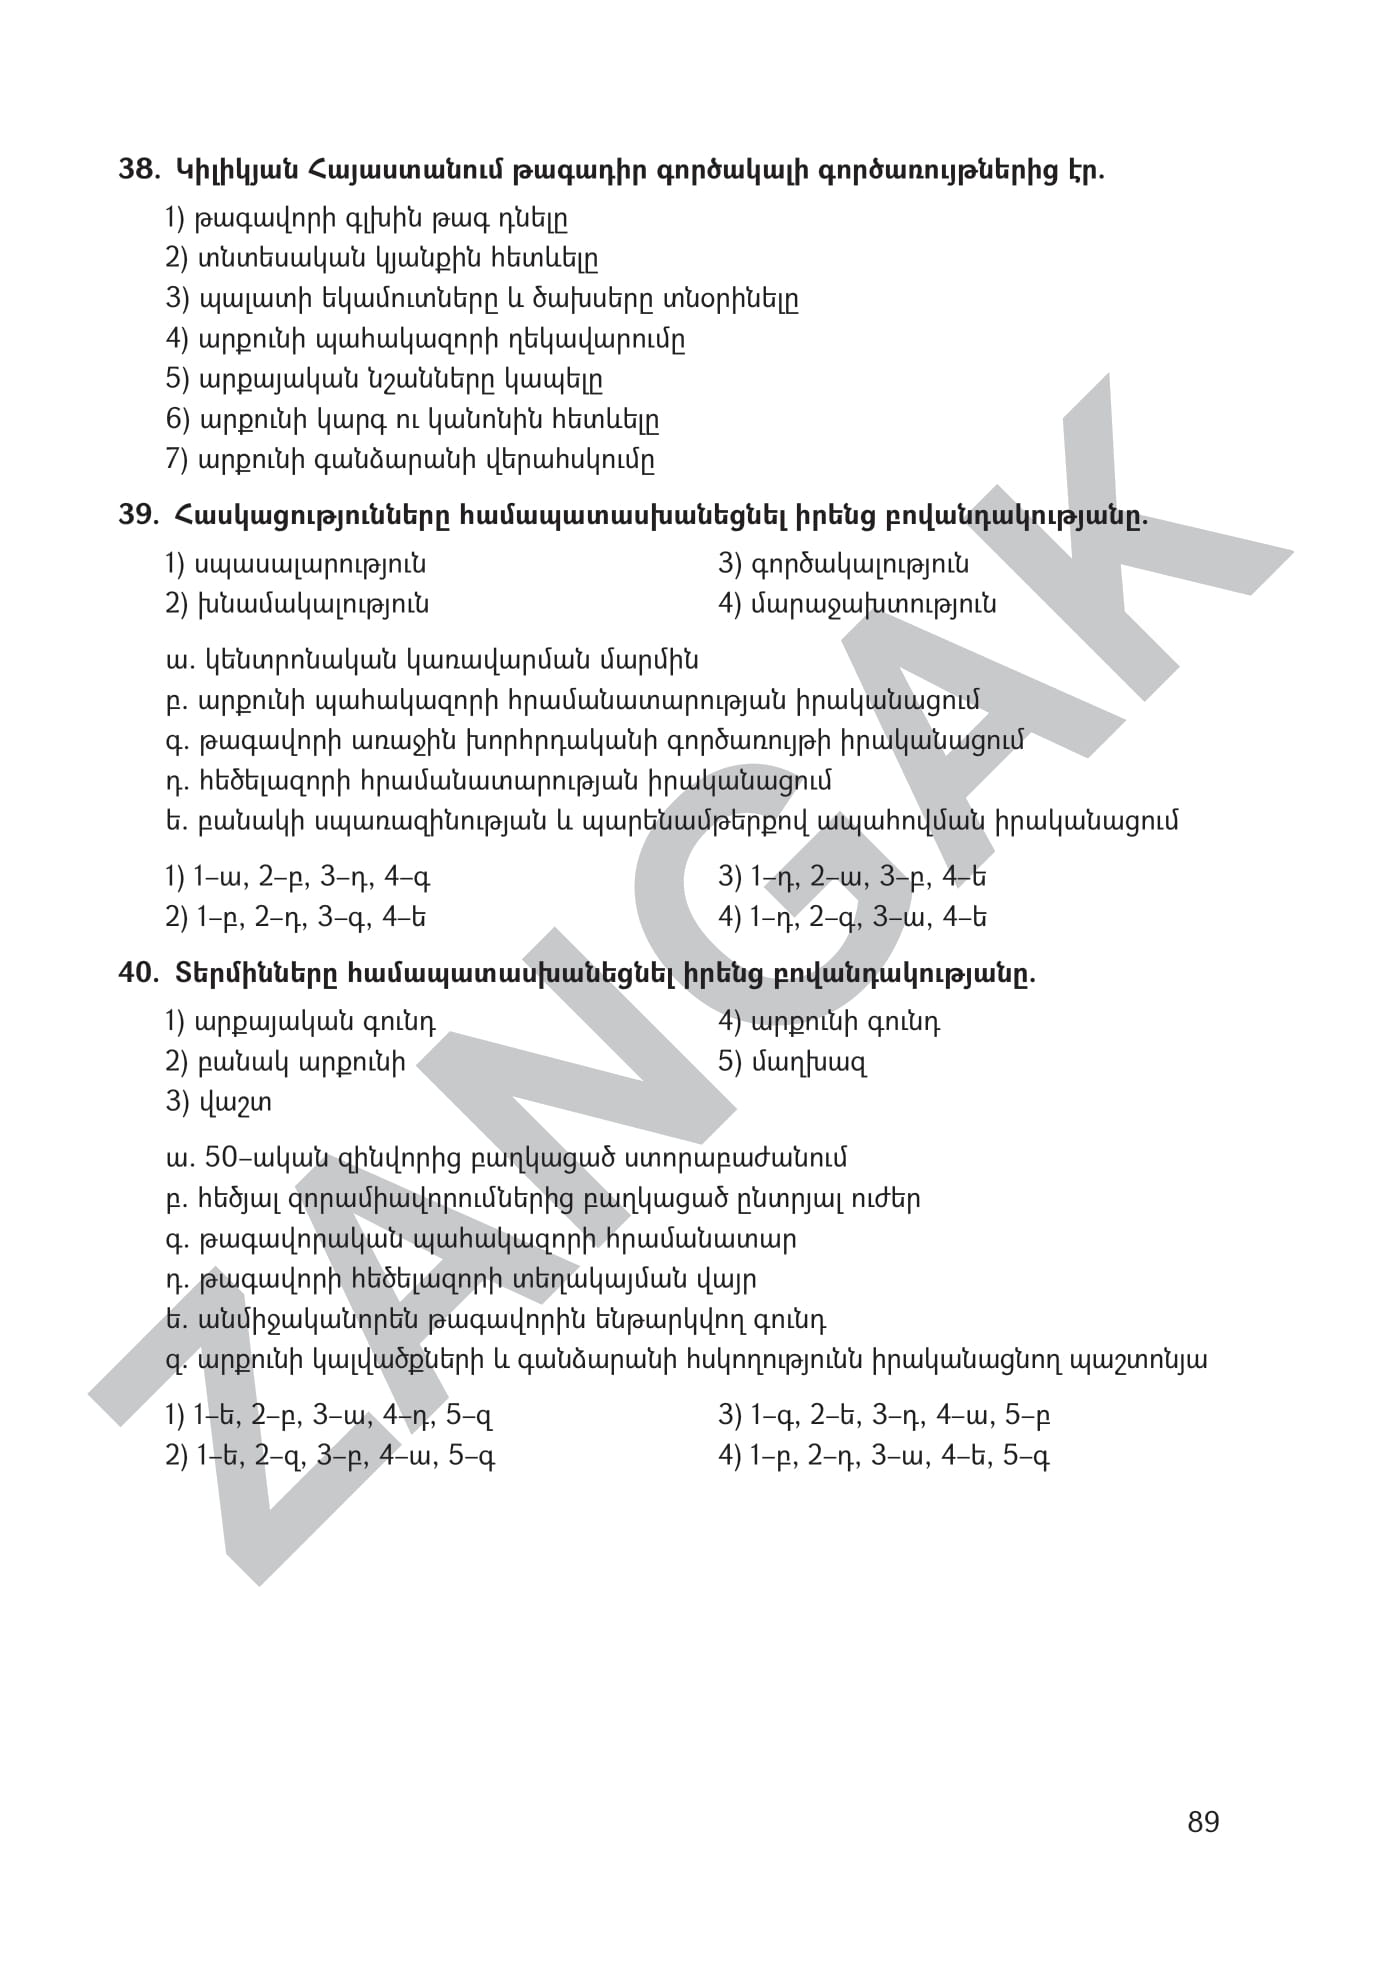 38. Կիլիկյան Հայաստանում թագադիր գործակալի գործառույթներից էր.
1) թագավորի գլխին թագ դնելը
2) տնտեսական կյանքին հետևելը
3) պալատի եկամուտները և ծախսերը տնօրինելը
4) արքունի պահակազորի ղեկավարումը
5) արքայական նշանները կապելը
6) արքունի կարգ ու կանոնին հետևելը
7) արքունի գանձարանի վերահսկումը
39. Հասկացությունները համապատասխանեցնել իրենց բովանդակությանը.
1) սպասալարություն 3) գործակալություն
2) խնամակալություն 4) մարաջախտություն
ա. կենտրոնական կառավարման մարմին
բ. արքունի պահակազորի հրամանատարության իրականացում
գ. թագավորի առաջին խորհրդականի գործառույթի իրականացում
դ. հեծելազորի հրամանատարության իրականացում
ե. բանակի սպառազինության և պարենամթերքով ապահովման իրականացում
1) 1–ա, 2–բ, 3–դ, 4–գ 3) 1–դ, 2–ա, 3–բ, 4–ե
2) 1–բ, 2–դ, 3–գ, 4–ե 4) 1–դ, 2–գ, 3–ա, 4–ե
40. Տերմինները համապատասխանեցնել իրենց բովանդակությանը.
1) արքայական գունդ 4) արքունի գունդ
2) բանակ արքունի 5) մաղխազ
3) վաշտ
ա. 50–ական զինվորից բաղկացած ստորաբաժանում
բ. հեծյալ զորամիավորումներից բաղկացած ընտրյալ ուժեր
գ. թագավորական պահակազորի հրամանատար
դ. թագավորի հեծելազորի տեղակայման վայր
ե. անմիջականորեն թագավորին ենթարկվող գունդ
զ. արքունի կալվածքների և գանձարանի հսկողությունն իրականացնող պաշտոնյա
1) 1–ե, 2–բ, 3–ա, 4–դ, 5–զ 3) 1–գ, 2–ե, 3–դ, 4–ա, 5–բ
2) 1–ե, 2–զ, 3–բ, 4–ա, 5–գ 4) 1–բ, 2–դ, 3–ա, 4–ե, 5–գ
ZANGAK
89